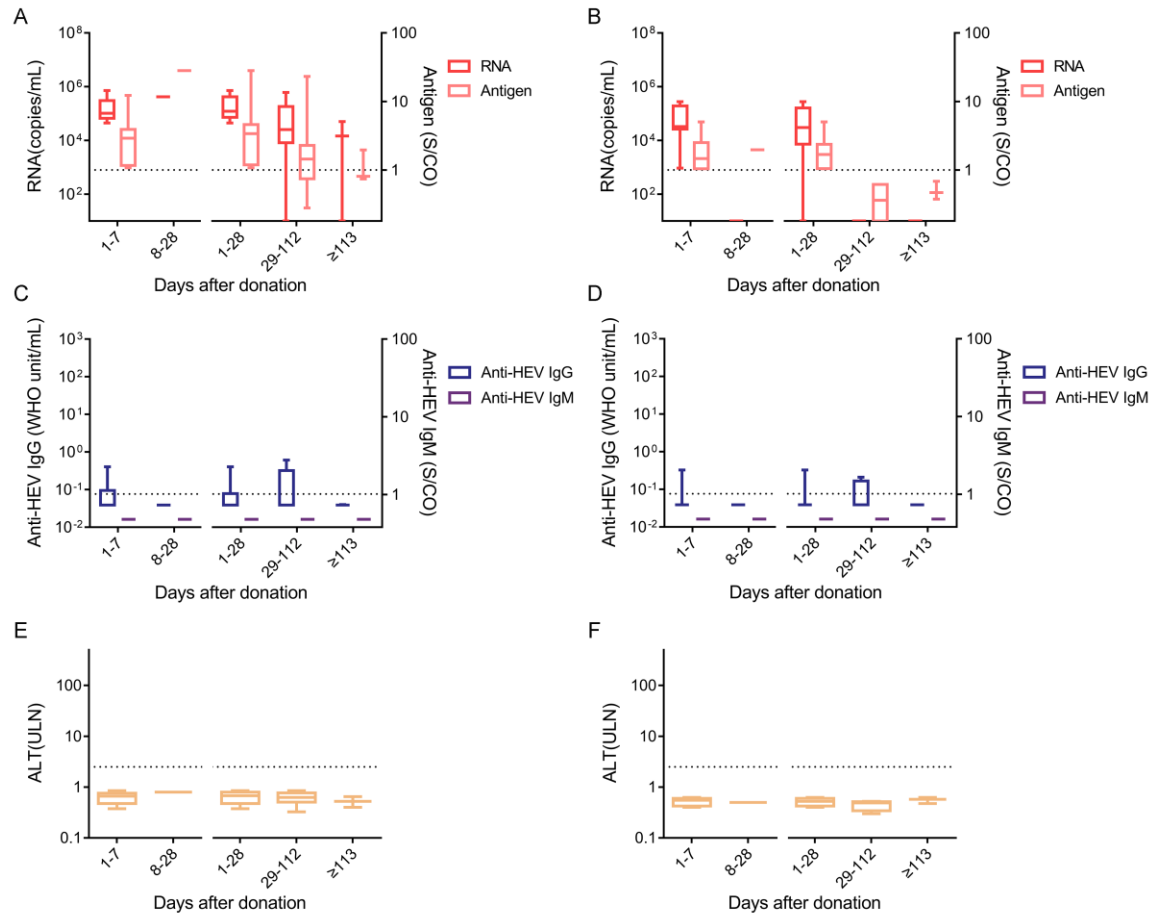 A
B
10⁸
10⁶
10⁴
10²
RNA(copies/mL)
100
10
1
Antigen (S/CO)
RNA
Antigen
1-7
8-28
1-28
29-112
≥113
Days after donation
10⁸
10⁶
10⁴
10²
RNA(copies/mL)
100
10
1
Antigen (S/CO)
RNA
Antigen
1-7
8-28
1-28
29-112
≥113
Days after donation
C
D
10³
10²
10¹
10⁰
10⁻¹
10⁻²
Anti-HEV IgG (WHO unit/mL)
100
10
1
Anti-HEV IgM (S/CO)
Anti-HEV IgG
Anti-HEV IgM
1-7
8-28
1-28
29-112
≥113
Days after donation
10³
10²
10¹
10⁰
10⁻¹
10⁻²
Anti-HEV IgG (WHO unit/mL)
100
10
1
Anti-HEV IgM (S/CO)
Anti-HEV IgG
Anti-HEV IgM
1-7
8-28
1-28
29-112
≥113
Days after donation
E
F
100
10
1
0.1
ALT(ULN)
1-7
8-28
1-28
29-112
≥113
Days after donation
100
10
1
0.1
ALT(ULN)
1-7
8-28
1-28
29-112
≥113
Days after donation